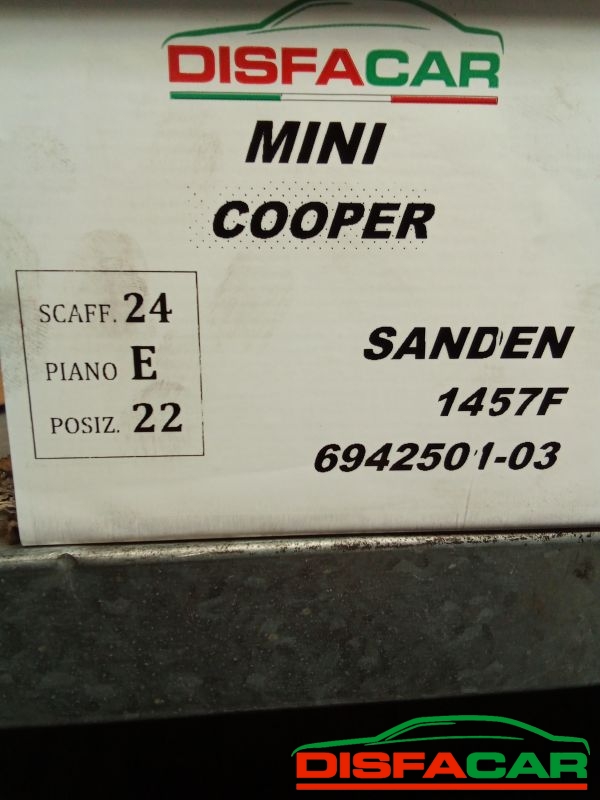 DISFACAR
MINI
COOPER
SCAFF. 24
PIANO E
POSIZ. 22
SANDEN
1457F
6942501-03
DISFACAR